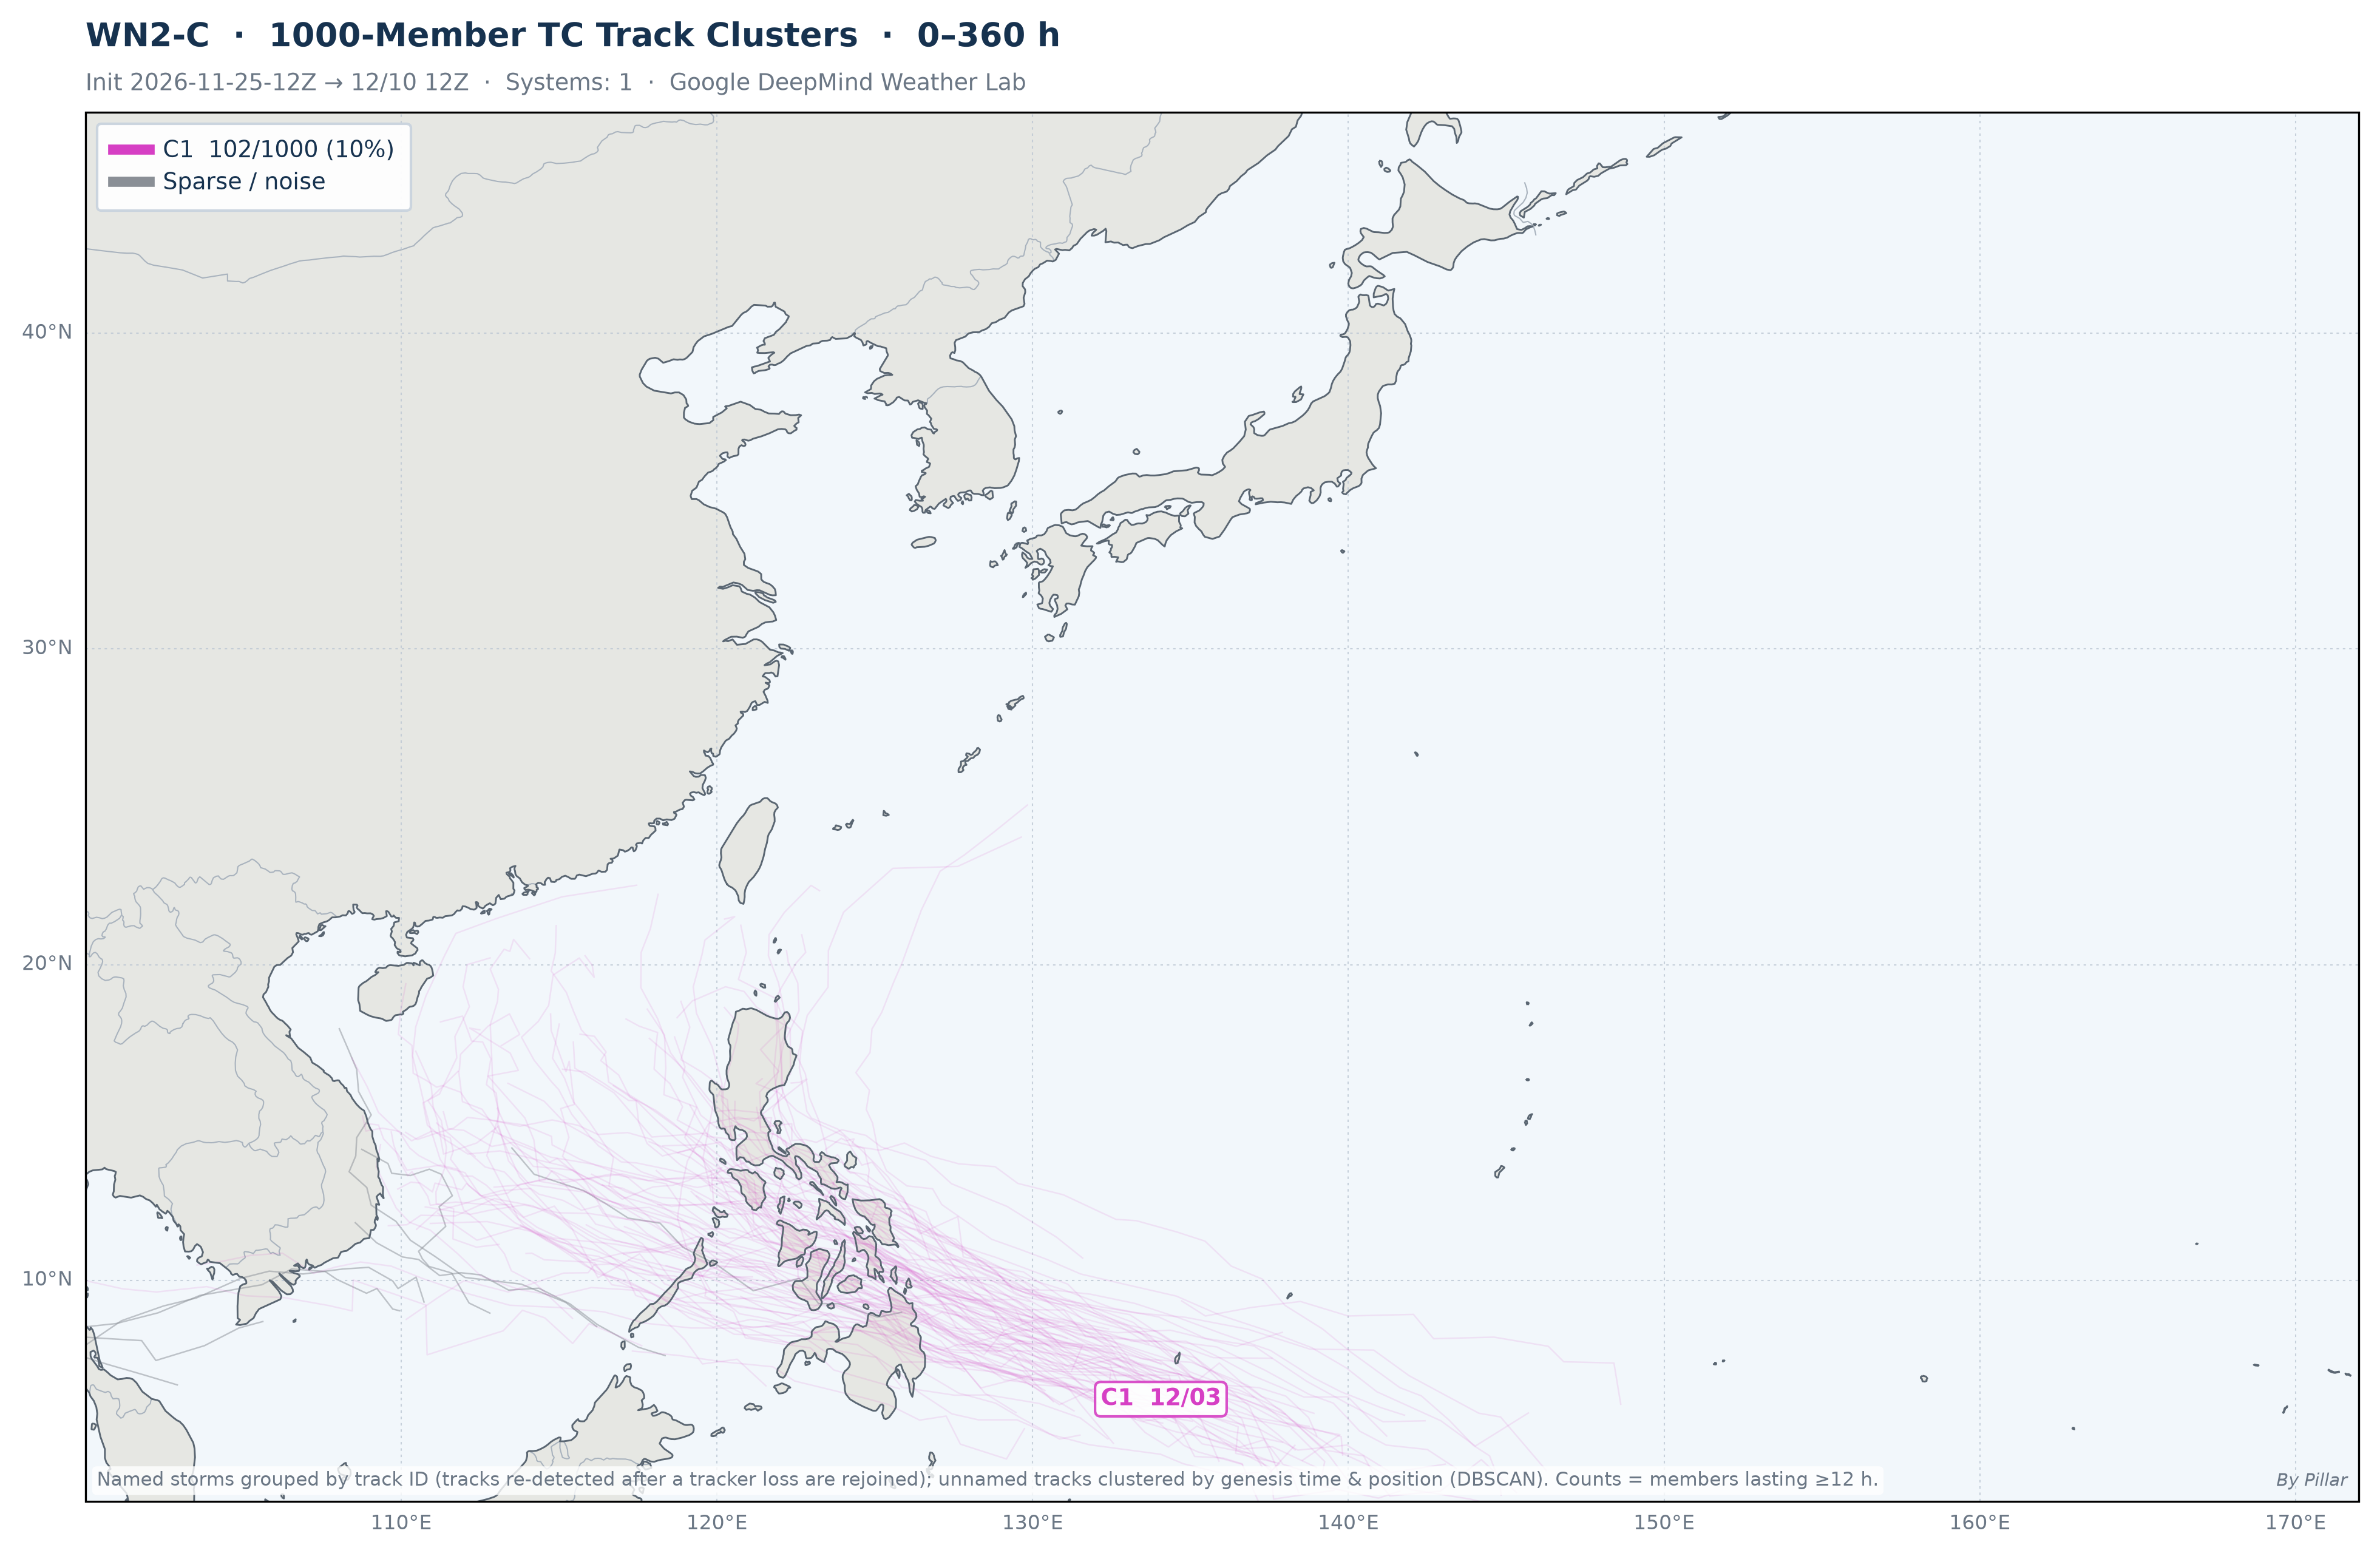 WN2-C · 1000-Member TC Track Clusters · 0–360 h
Init 2026-11-25-12Z → 12/10 12Z · Systems: 1 · Google DeepMind Weather Lab
C1 102/1000 (10%)
Sparse / noise
40°N
30°N
20°N
10°N
C1 12/03
Named storms grouped by track ID (tracks re-detected after a tracker loss are rejoined); unnamed tracks clustered by genesis time & position (DBSCAN). Counts = members lasting ≥12 h.
By Pillar
110°E
120°E
130°E
140°E
150°E
160°E
170°E